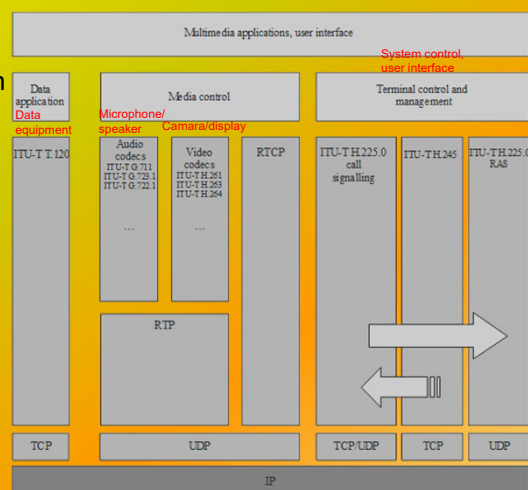 Multimedia applications, user interface
System control,
user interface
Data
application
Media control
Terminal control and
management
Data
equipment
Microphone/
speaker
Camara/display
ITU-T T.120
Audio
codecs
ITU-T G.711
ITU-T G.723.1
ITU-T G.722.1
...
Video
codecs
ITU-T H.261
ITU-T H.263
ITU-T H.264
...
RTCP
ITU-T H.225.0
call
signalling
ITU-T H.245
ITU-T H.225.0
RAS
RTP
TCP
UDP
TCP/UDP
TCP
UDP
IP